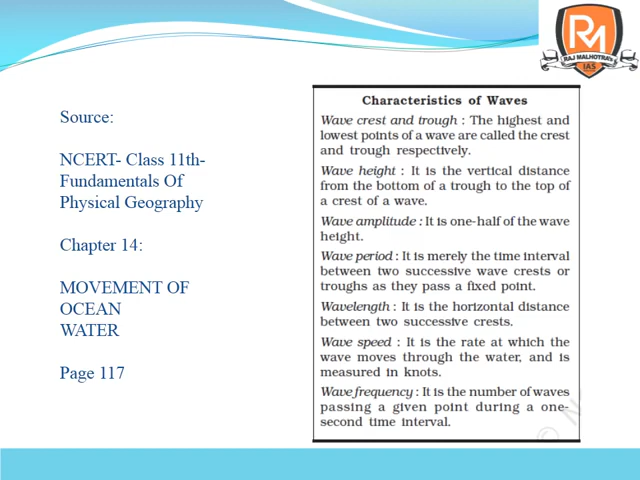 RM
RAJ MALHOTRA's
IAS
Source:
NCERT- Class 11th-
Fundamentals Of
Physical Geography
Chapter 14:
MOVEMENT OF
OCEAN
WATER
Page 117
Characteristics of Waves
Wave crest and trough : The highest and
lowest points of a wave are called the crest
and trough respectively.
Wave height : It is the vertical distance
from the bottom of a trough to the top of
a crest of a wave.
Wave amplitude : It is one-half of the wave
height.
Wave period : It is merely the time interval
between two successive wave crests or
troughs as they pass a fixed point.
Wavelength : It is the horizontal distance
between two successive crests.
Wave speed : It is the rate at which the
wave moves through the water, and is
measured in knots.
Wave frequency : It is the number of waves
passing a given point during a one-
second time interval.
© N